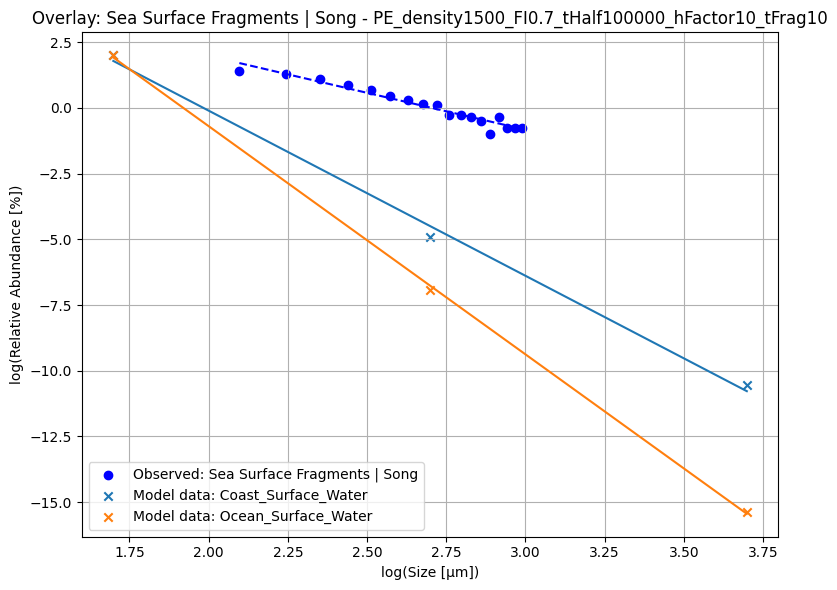 Overlay: Sea Surface Fragments | Song - PE_density1500_FI0.7_tHalf100000_hFactor10_tFrag10
log(Relative Abundance [%])
2.5
0.0
−2.5
−5.0
−7.5
−10.0
−12.5
−15.0
Observed: Sea Surface Fragments | Song
Model data: Coast_Surface_Water
Model data: Ocean_Surface_Water
1.75
2.00
2.25
2.50
2.75
3.00
3.25
3.50
3.75
log(Size [µm])